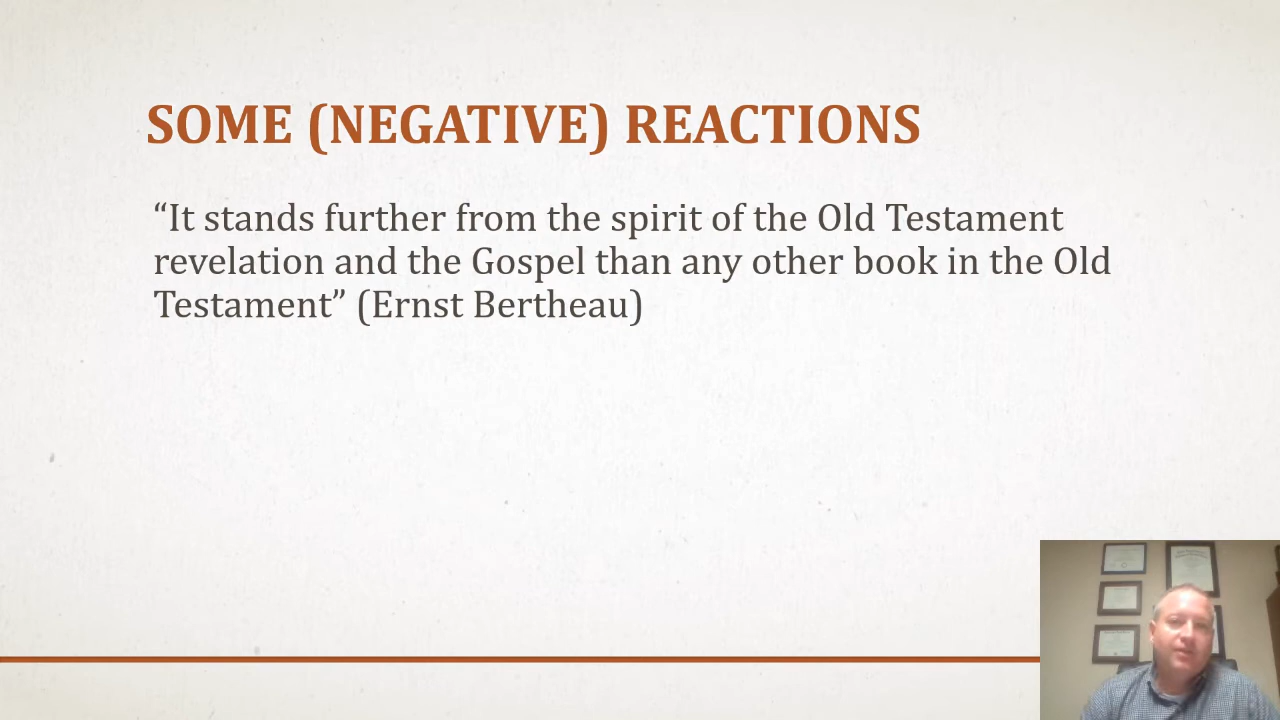 SOME (NEGATIVE) REACTIONS
“It stands further from the spirit of the Old Testament
revelation and the Gospel than any other book in the Old
Testament” (Ernst Bertheau)